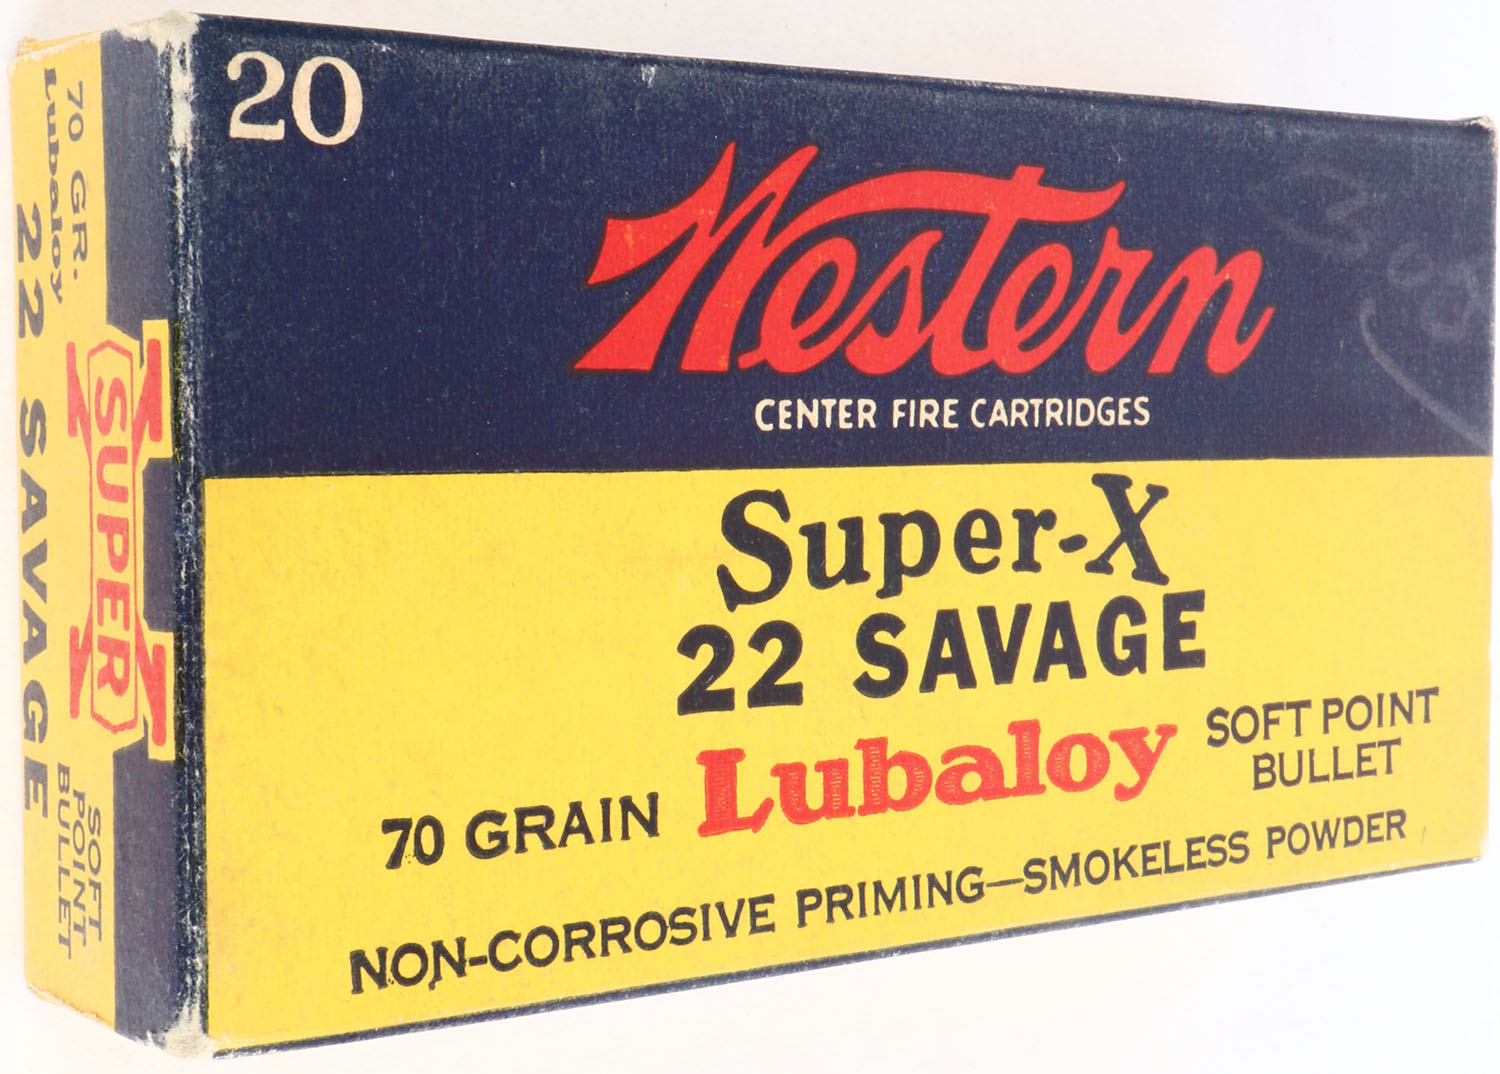 20
Western
CENTER FIRE CARTRIDGES
Super-X
22 SAVAGE
70 GRAIN Lubaloy SOFT POINT
BULLET
NON-CORROSIVE PRIMING—SMOKELESS POWDER
70 GR.
Lubaloy
22 SAVAGE
SUPER X
SOFT
POINT
BULLET